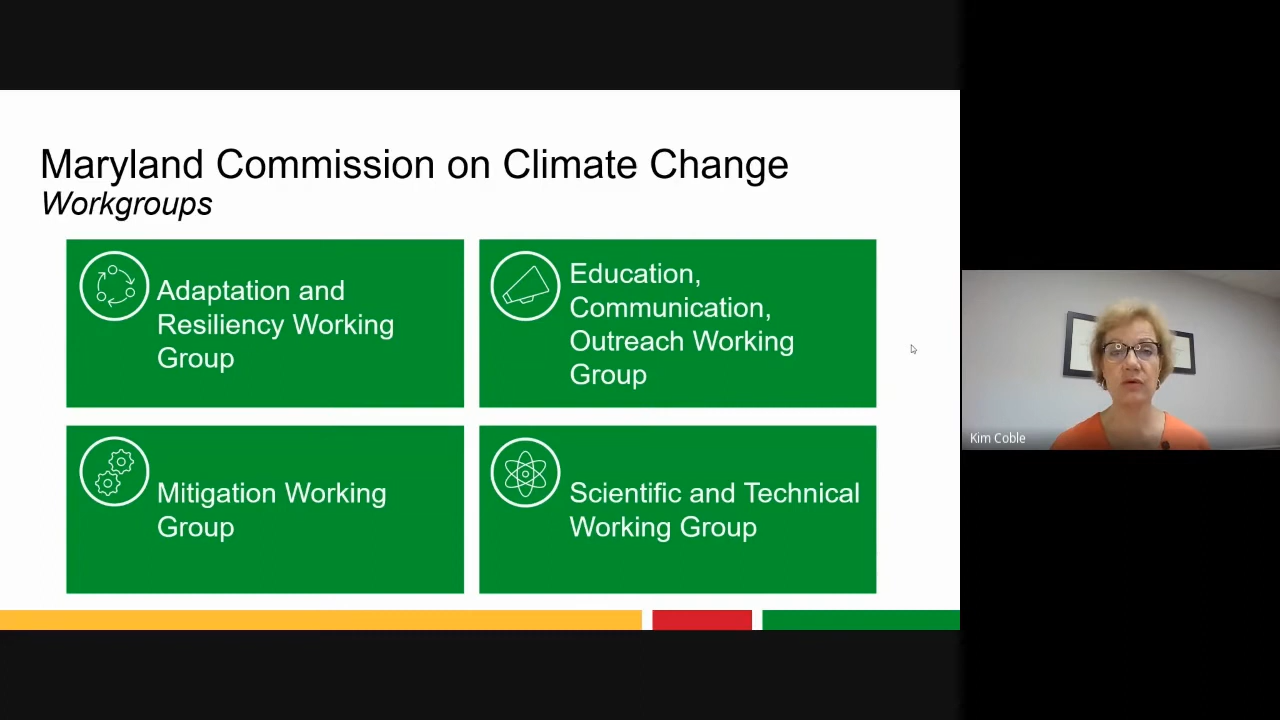 Maryland Commission on Climate Change
Workgroups
Adaptation and
Resiliency Working
Group
Education,
Communication,
Outreach Working
Group
Mitigation Working
Group
Scientific and Technical
Working Group
Kim Coble